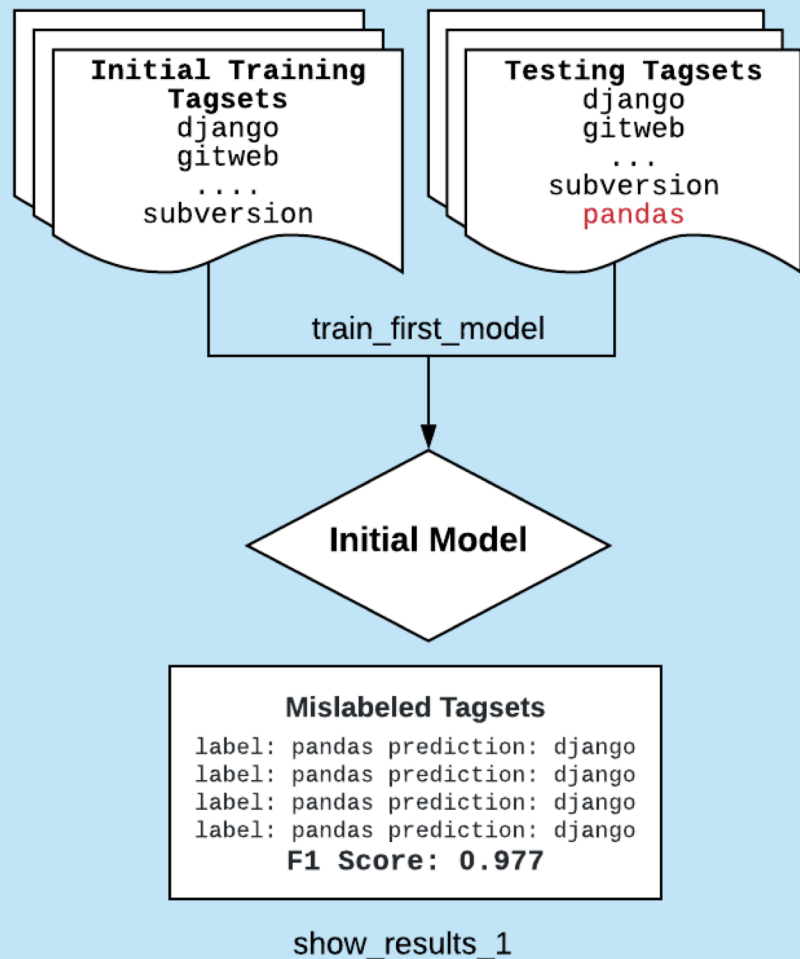 Initial Training
Tagsets
django
gitweb
....
subversion
Testing Tagsets
django
gitweb
...
subversion
pandas
train_first_model
Initial Model
Mislabeled Tagsets
label: pandas prediction: django
label: pandas prediction: django
label: pandas prediction: django
label: pandas prediction: django
F1 Score: 0.977
show_results_1